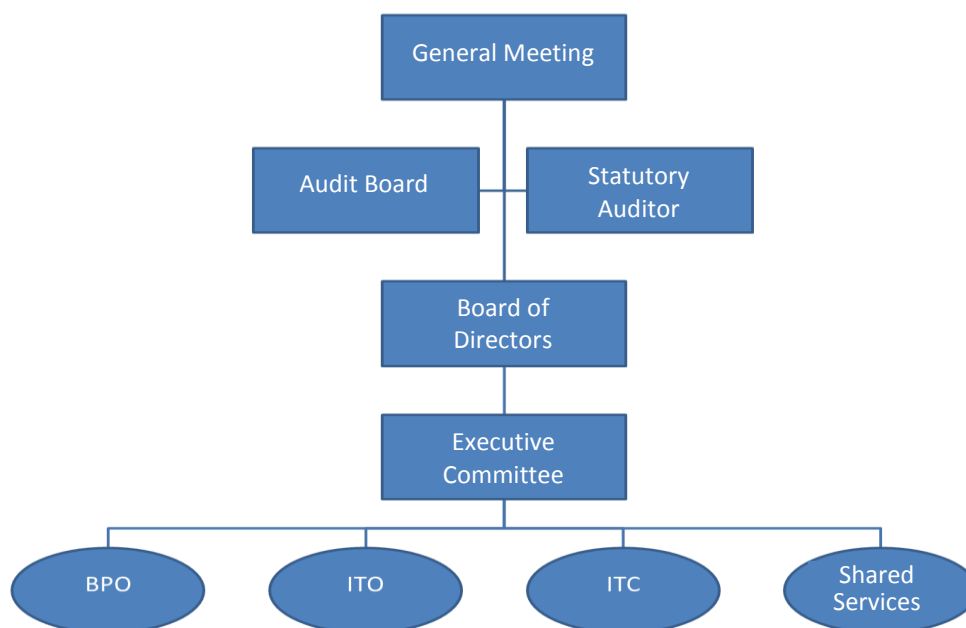 General Meeting
Audit Board
Statutory
Auditor
Board of
Directors
Executive
Committee
BPO
ITO
ITC
Shared
Services